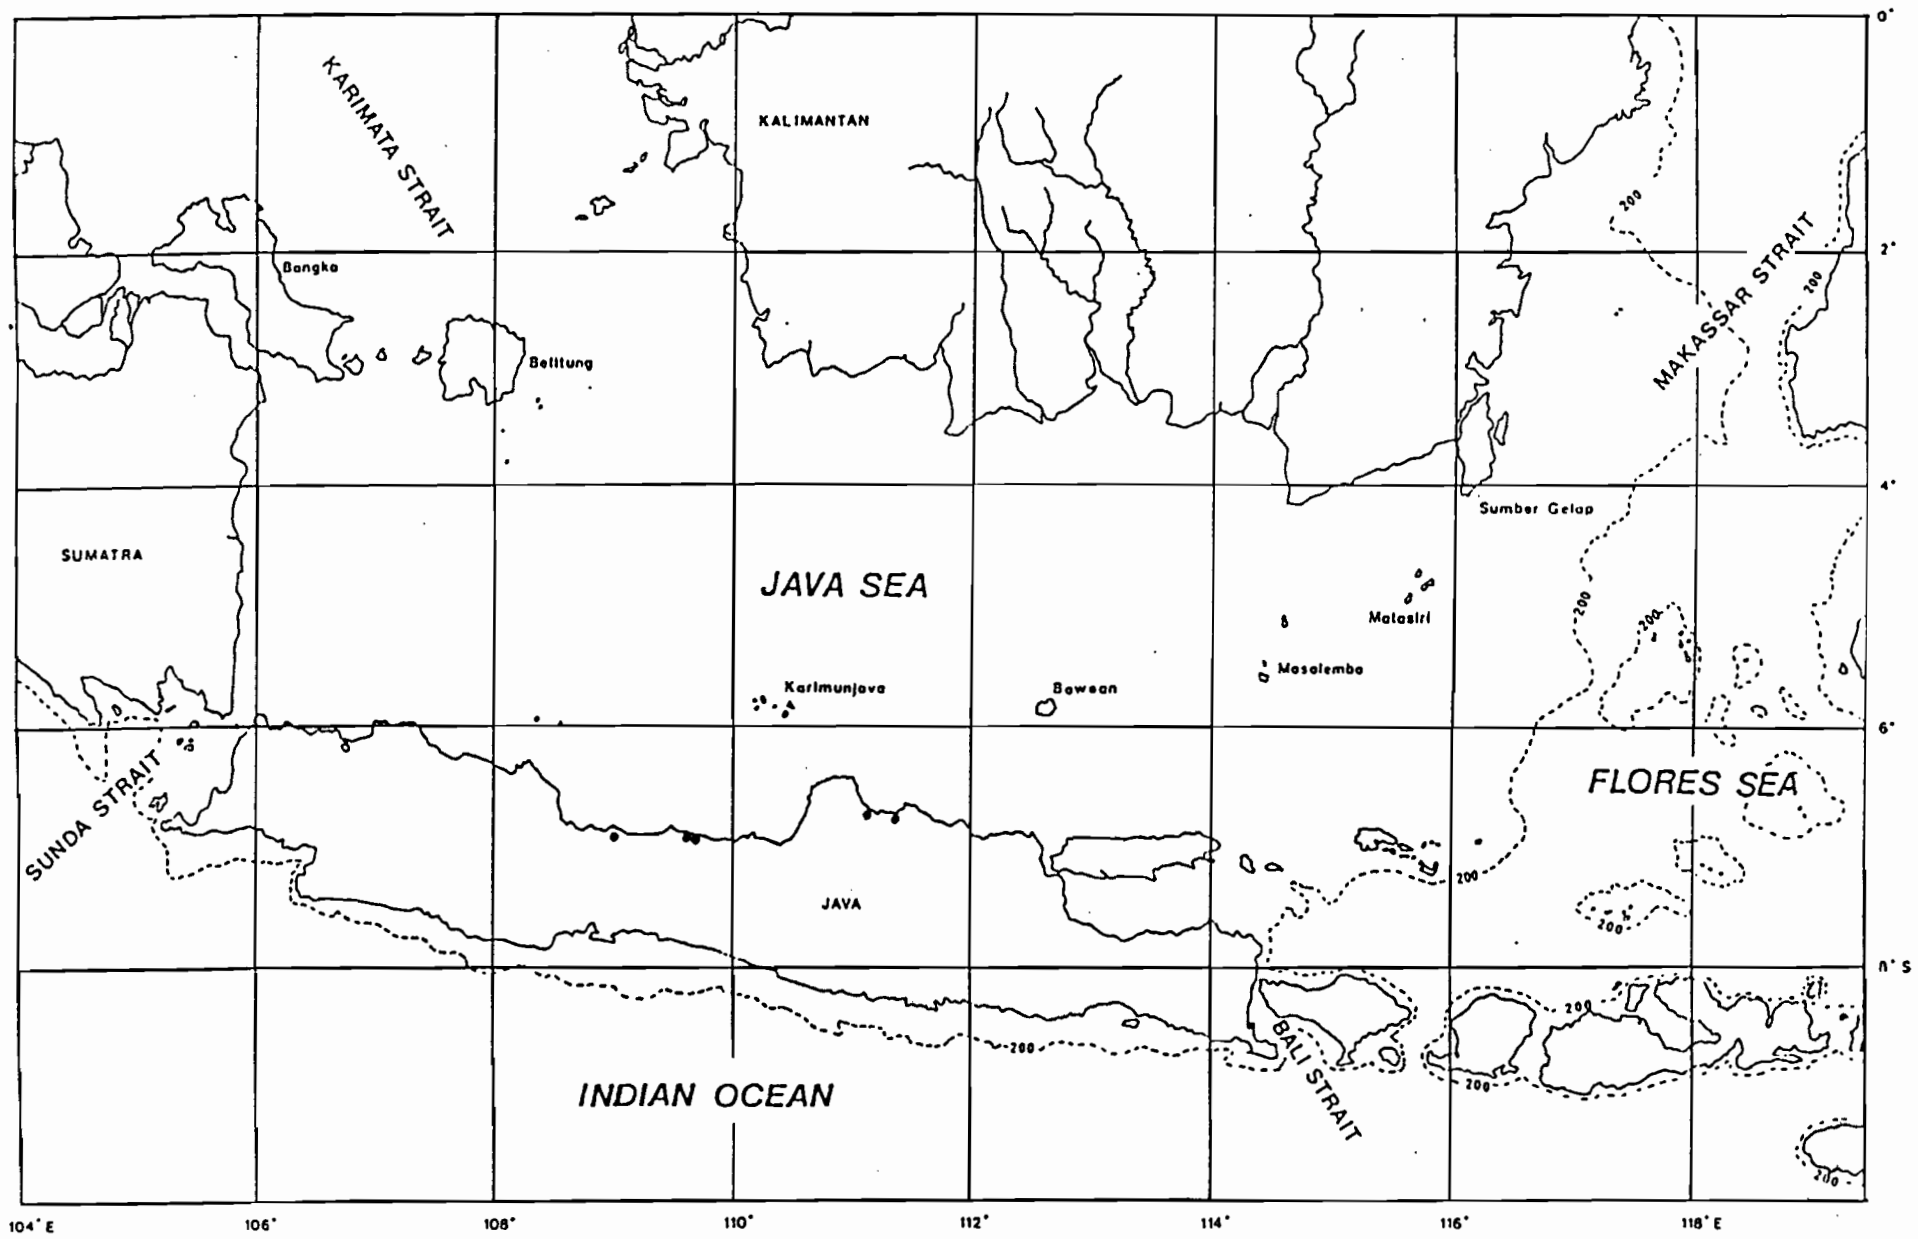 0°
KARIMATA STRAIT
KALIMANTAN
200
MAKASSAR STRAIT
2°
Bangka
200
Belitung
4°
Sumber Gelap
SUMATRA
JAVA SEA
200
200
Matasiri
Masalembo
Karimunjava
Bawean
6°
SUNDA STRAIT
FLORES SEA
200
JAVA
200
8°S
200
200
BALI STRAIT
200
INDIAN OCEAN
200
104°E 106° 108° 110° 112° 114° 116° 118°E